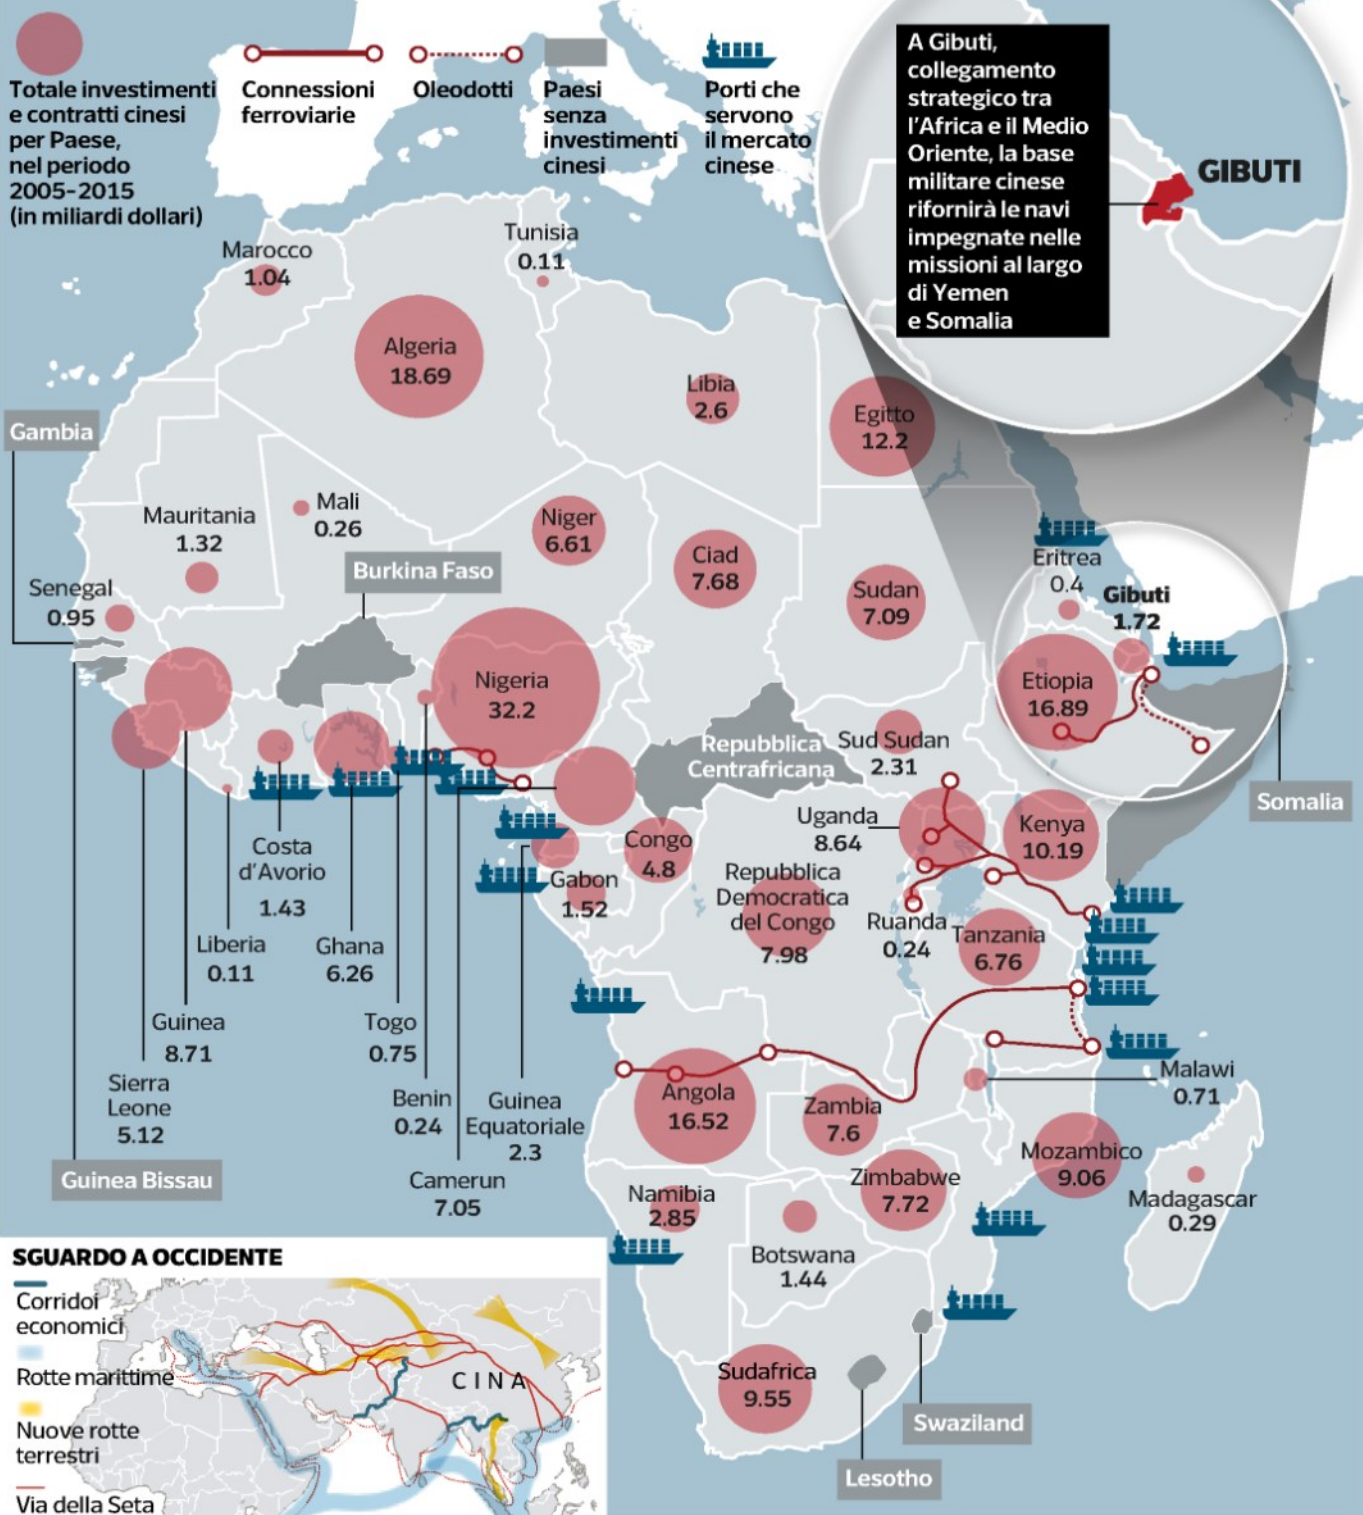 Totale investimenti
e contratti cinesi
per Paese,
nel periodo
2005-2015
(in miliardi dollari)
Connessioni
ferroviarie
Oleodotti
Paesi
senza
investimenti
cinesi
Porti che
servono
il mercato
cinese
A Gibuti,
collegamento
strategico tra
l'Africa e il Medio
Oriente, la base
militare cinese
rifornirà le navi
impegnate nelle
missioni al largo
di Yemen
e Somalia
GIBUTI
Marocco
1.04
Tunisia
0.11
Algeria
18.69
Libia
2.6
Egitto
12.2
Gambia
Mauritania
1.32
Mali
0.26
Niger
6.61
Ciad
7.68
Sudan
7.09
Eritrea
0.4
Gibuti
1.72
Senegal
0.95
Burkina Faso
Nigeria
32.2
Etiopia
16.89
Repubblica
Centrafricana
Sud Sudan
2.31
Somalia
Uganda
8.64
Kenya
10.19
Costa
d'Avorio
1.43
Congo
4.8
Gabon
1.52
Repubblica
Democratica
del Congo
7.98
Ruanda
0.24
Tanzania
6.76
Liberia
0.11
Ghana
6.26
Guinea
8.71
Togo
0.75
Sierra
Leone
5.12
Benin
0.24
Guinea
Equatoriale
2.3
Camerun
7.05
Guinea Bissau
Angola
16.52
Zambia
7.6
Malawi
0.71
Mozambico
9.06
Zimbabwe
7.72
Madagascar
0.29
Namibia
2.85
Botswana
1.44
Sudafrica
9.55
Swaziland
Lesotho
SGUARDO A OCCIDENTE
Corridoi
economici
Rotte marittime
Nuove rotte
terrestri
Via della Seta
CINA